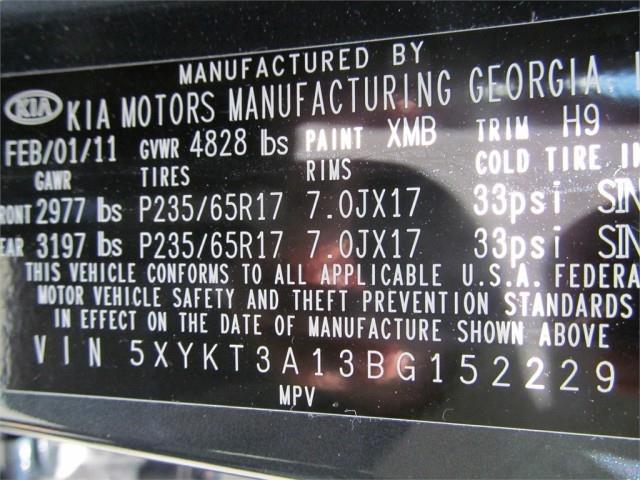 MANUFACTURED BY
KIA KIA MOTORS MANUFACTURING GEORGIA
FEB/01/11 GVWR 4828 lbs PAINT XMB TRIM H9
GAWR TIRES RIMS COLD TIRE
2977 lbs P235/65R17 7.0JX17 33psi
3197 lbs P235/65R17 7.0JX17 33psi
THIS VEHICLE CONFORMS TO ALL APPLICABLE U.S.A.
MOTOR VEHICLE SAFETY AND THEFT PREVENTION STANDARDS
IN EFFECT ON THE DATE OF MANUFACTURE SHOWN ABOVE
VIN 5XYKT3A13BG152229
MPV